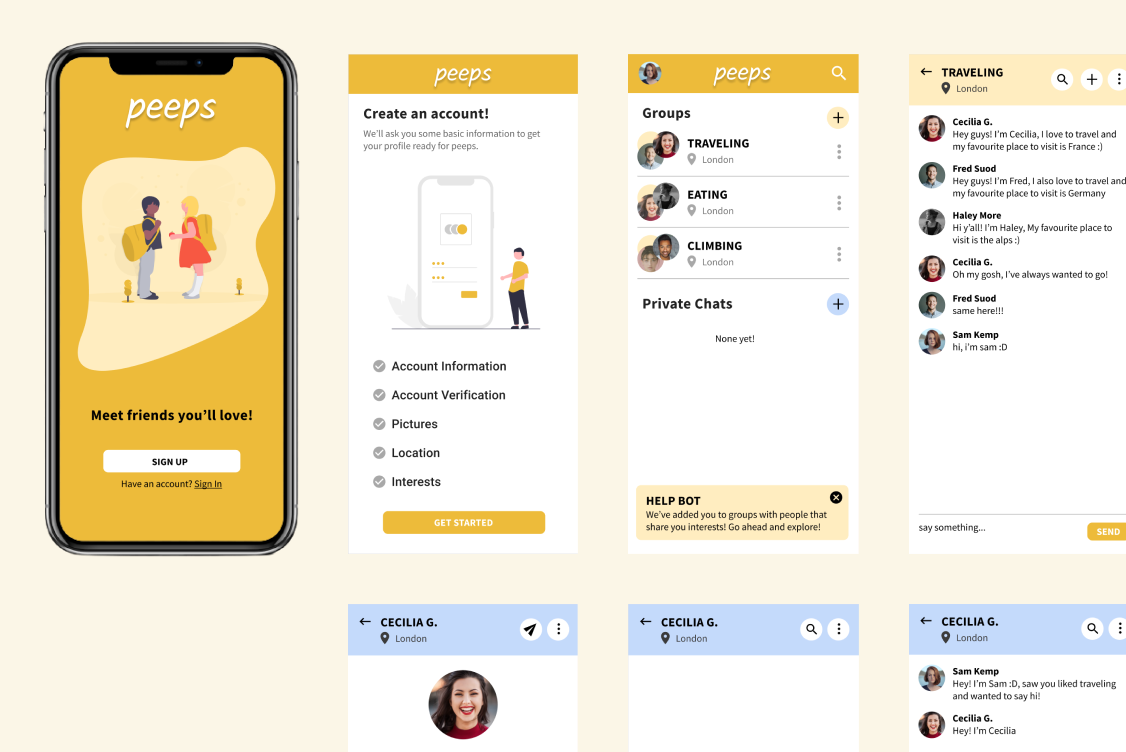 peeps
Meet friends you’ll love!
SIGN UP
Have an account? Sign In
peeps
Create an account!
We’ll ask you some basic information to get
your profile ready for peeps.
Account Information
Account Verification
Pictures
Location
Interests
GET STARTED
peeps
Groups
TRAVELING
London
EATING
London
CLIMBING
London
Private Chats
None yet!
HELP BOT
We’ve added you to groups with people that
share you interests! Go ahead and explore!
TRAVELING
London
Cecilia G.
Hey guys! I’m Cecilia, I love to travel and
my favourite place to visit is France :)
Fred Suod
Hey guys! I’m Fred, I also love to travel and
my favourite place to visit is Germany
Haley More
Hi y’all! I’m Haley, My favourite place to
visit is the alps :)
Cecilia G.
Oh my gosh, I’ve always wanted to go!
Fred Suod
same here!!!
Sam Kemp
hi, i’m sam :D
say something...
SEND
CECILIA G.
London
CECILIA G.
London
CECILIA G.
London
Sam Kemp
Hey! I’m Sam :D, saw you liked traveling
and wanted to say hi!
Cecilia G.
Hey! I’m Cecilia